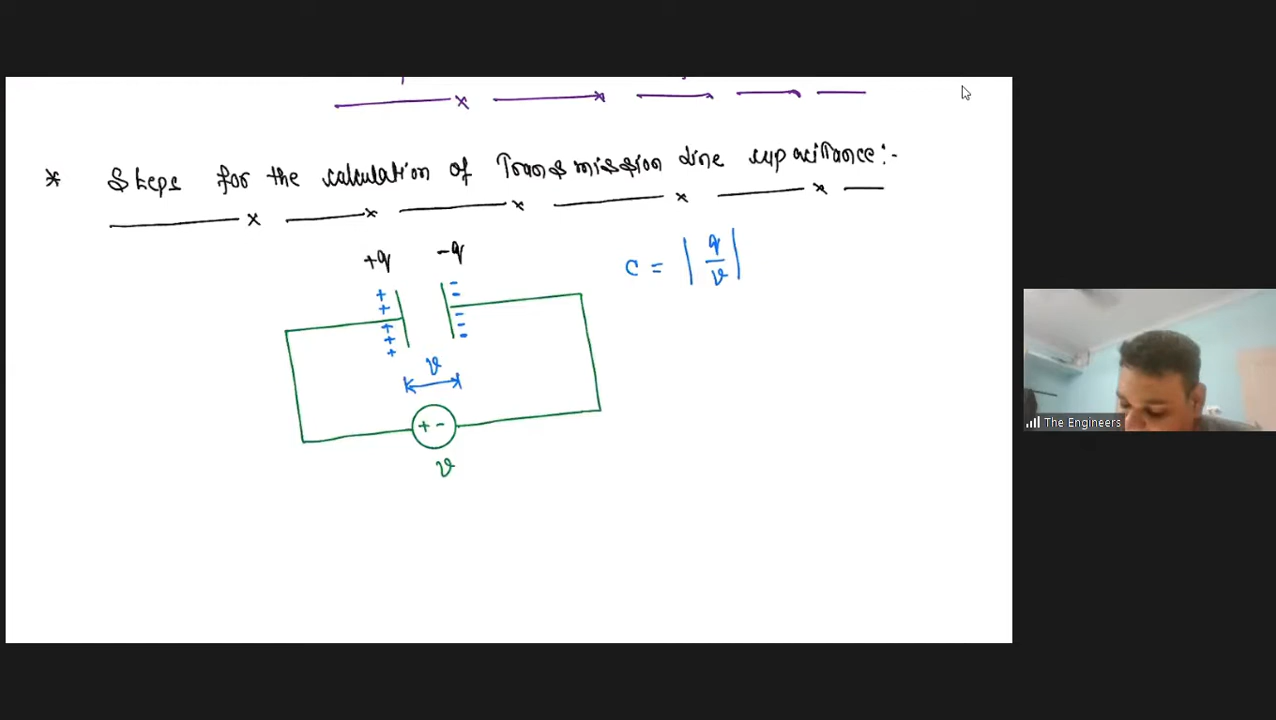 * Steps for the calculation of Transmission line capacitance:-
+q -q
c = | q/v |
+ -
+ -
+ -
+ -
+ -
v
+ -
v
The Engineers